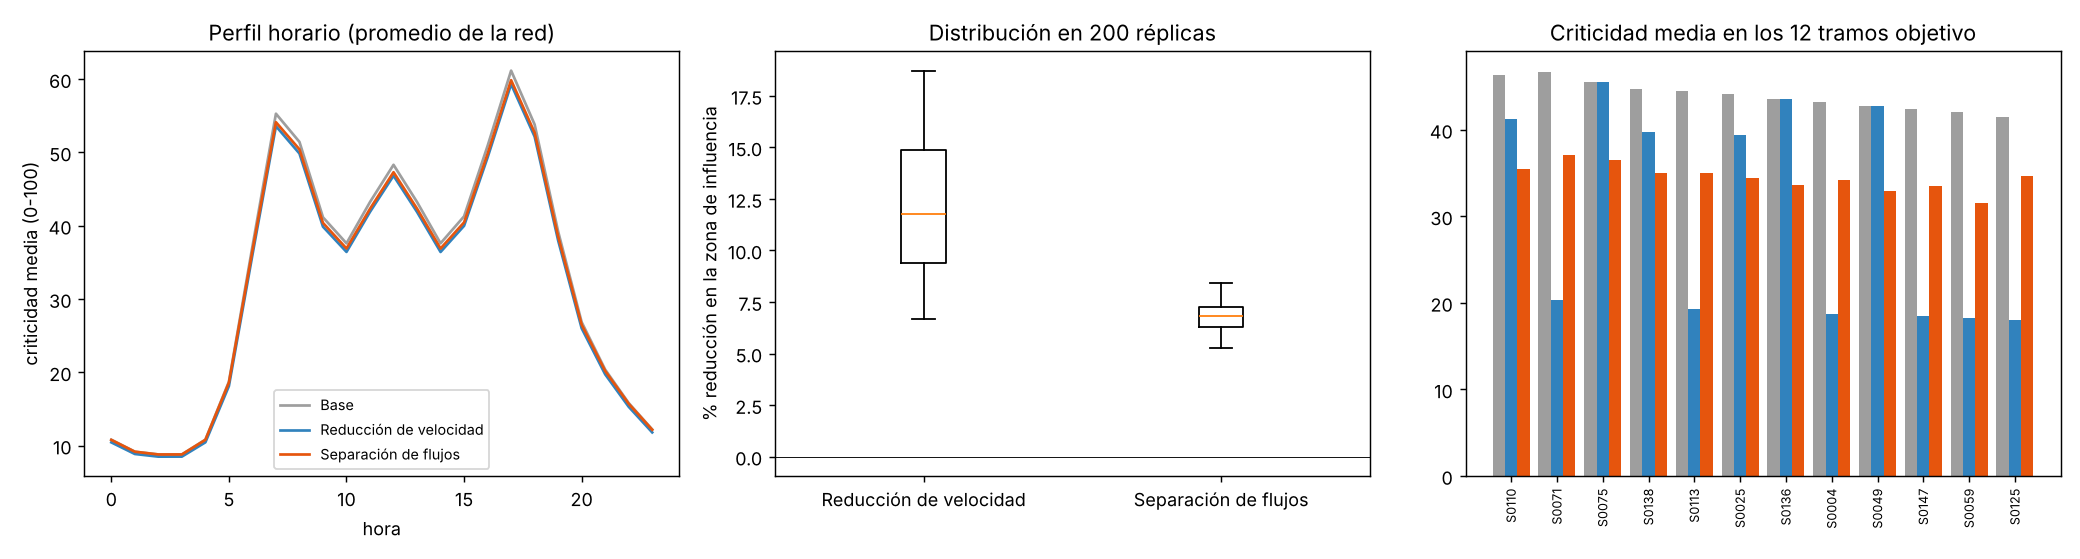 Perfil horario (promedio de la red)
criticidad media (0-100)
60
50
40
30
20
10
Base
Reducción de velocidad
Separación de flujos
0
5
10
15
20
hora
Distribución en 200 réplicas
% reducción en la zona de influencia
17.5
15.0
12.5
10.0
7.5
5.0
2.5
0.0
Reducción de velocidad
Separación de flujos
Criticidad media en los 12 tramos objetivo
40
30
20
10
0
S0110
S0071
S0075
S0138
S0113
S0025
S0136
S0004
S0049
S0147
S0059
S0125